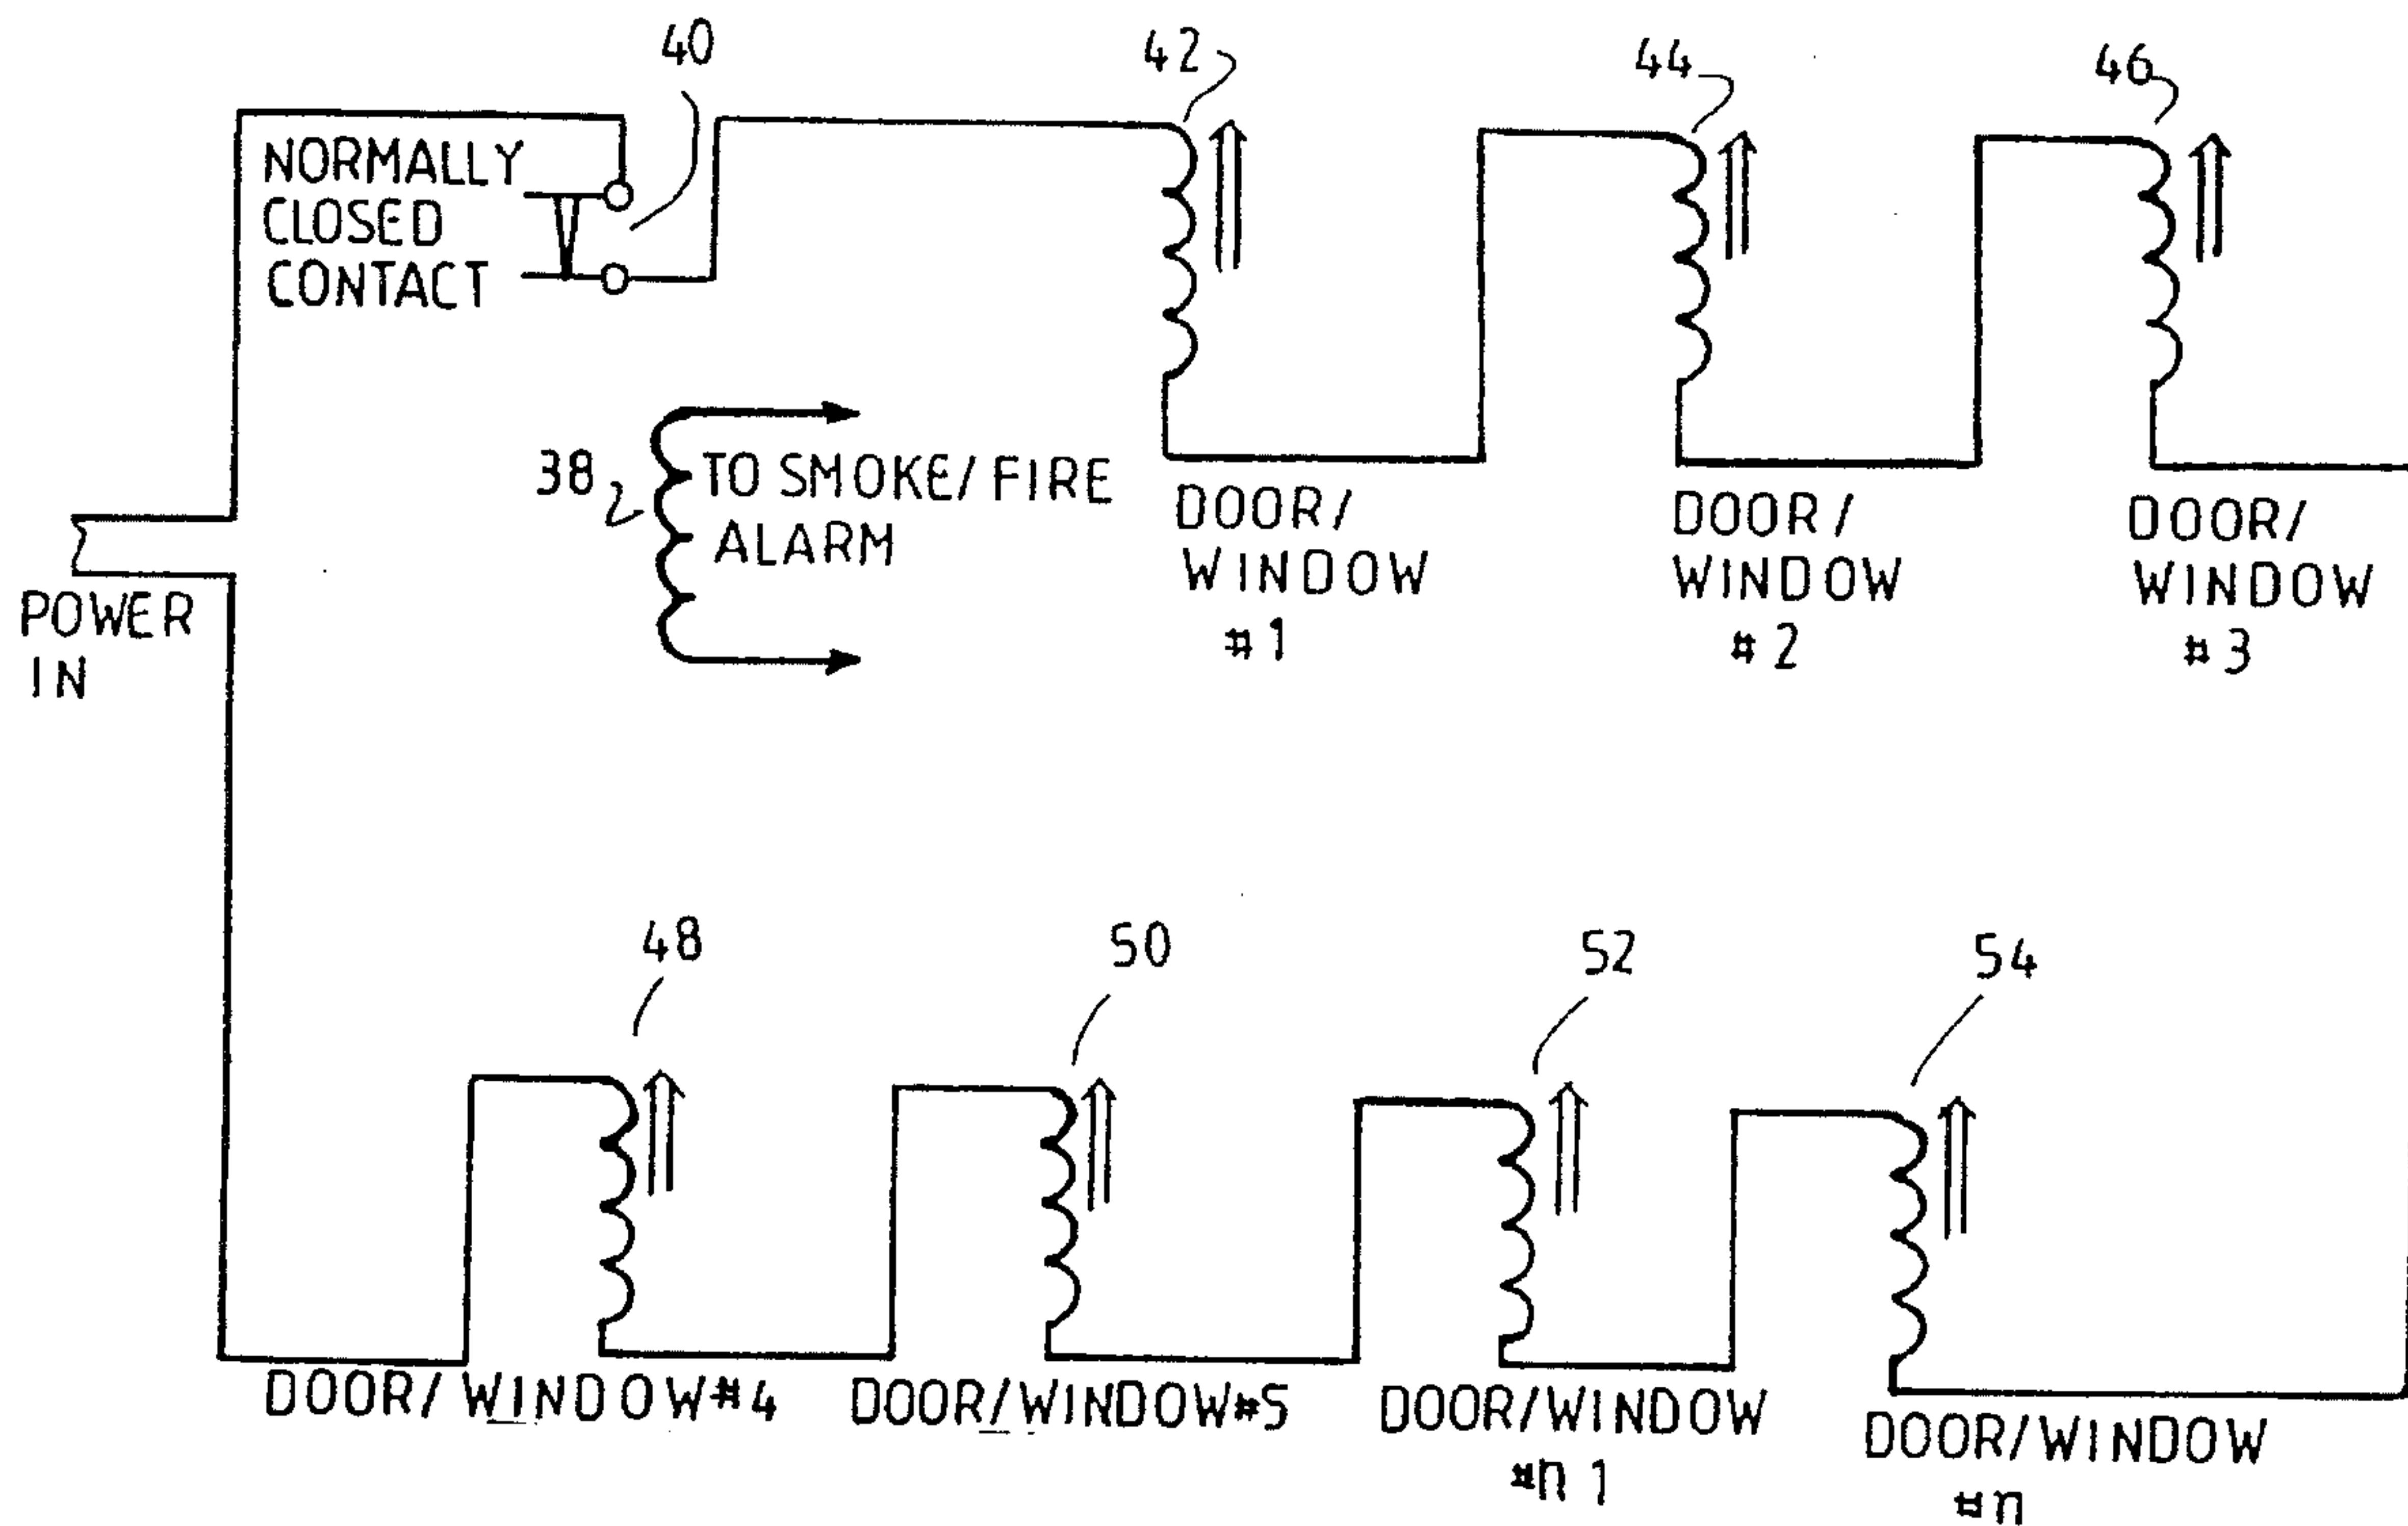 40
42
44
46
NORMALLY
CLOSED
CONTACT
38
TO SMOKE/FIRE
ALARM
DOOR/
WINDOW
#1
DOOR/
WINDOW
#2
DOOR/
WINDOW
#3
POWER
IN
48
50
52
54
DOOR/WINDOW#4
DOOR/WINDOW#5
DOOR/WINDOW
#n 1
DOOR/WINDOW
#n